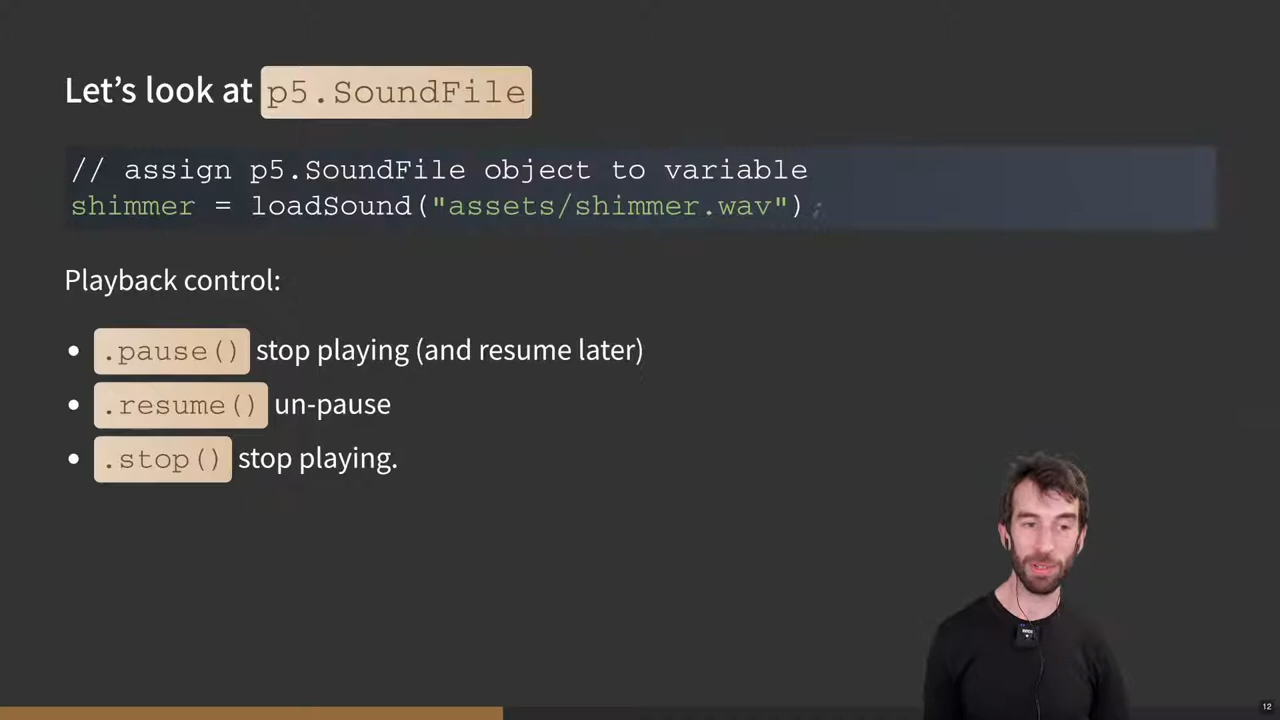 Let’s look at p5.SoundFile
// assign p5.SoundFile object to variable
shimmer = loadSound("assets/shimmer.wav");
Playback control:
• .pause() stop playing (and resume later)
• .resume() un-pause
• .stop() stop playing.
12